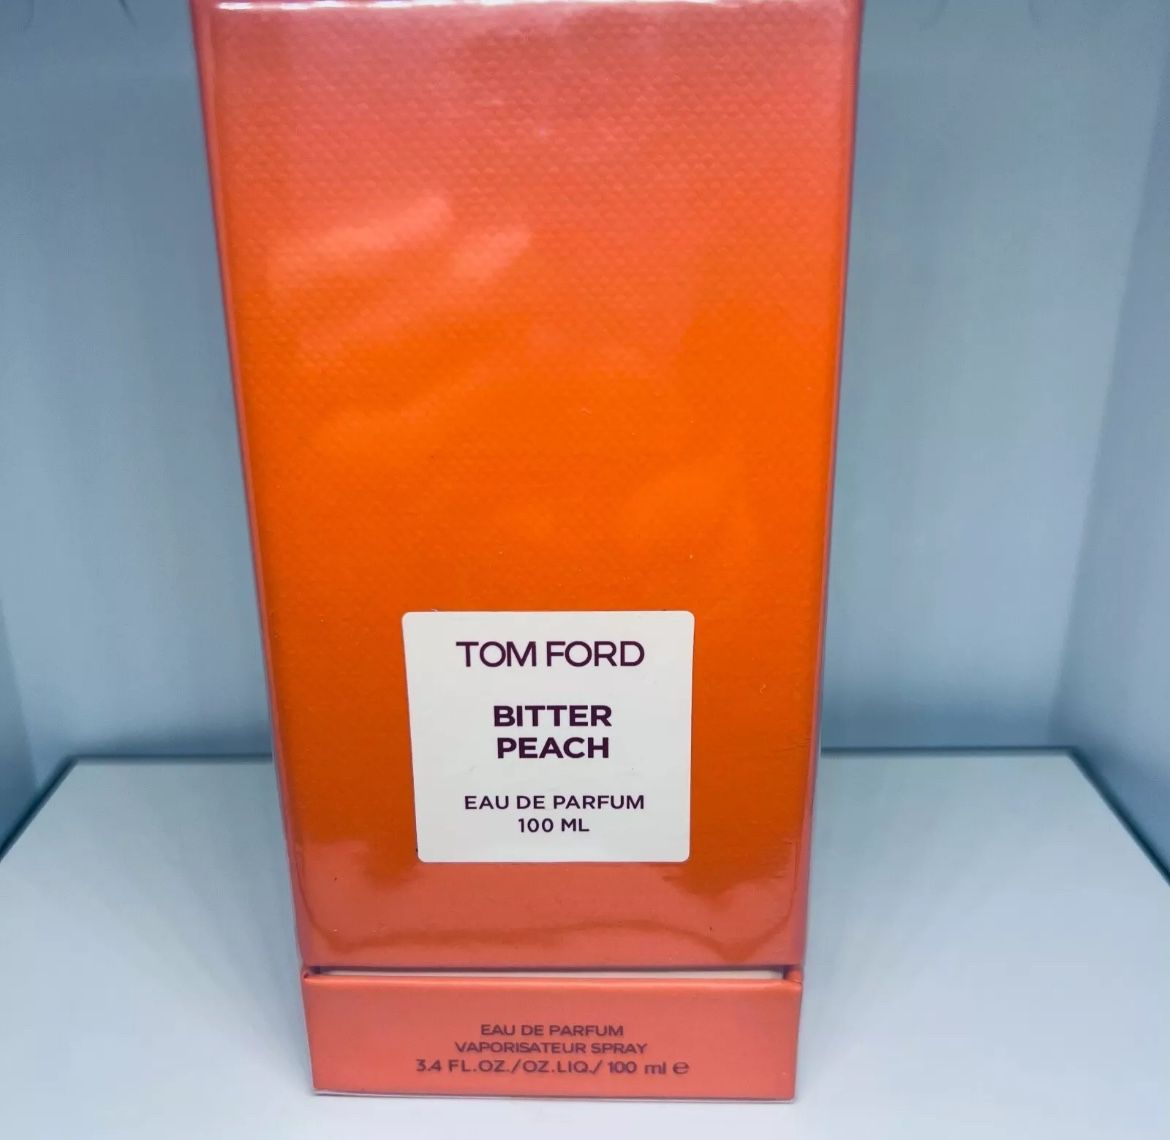 TOM FORD
BITTER
PEACH
EAU DE PARFUM
100 ML
EAU DE PARFUM
VAPORISATEUR SPRAY
3.4 FL.OZ./OZ.LIQ./ 100 ml ℮